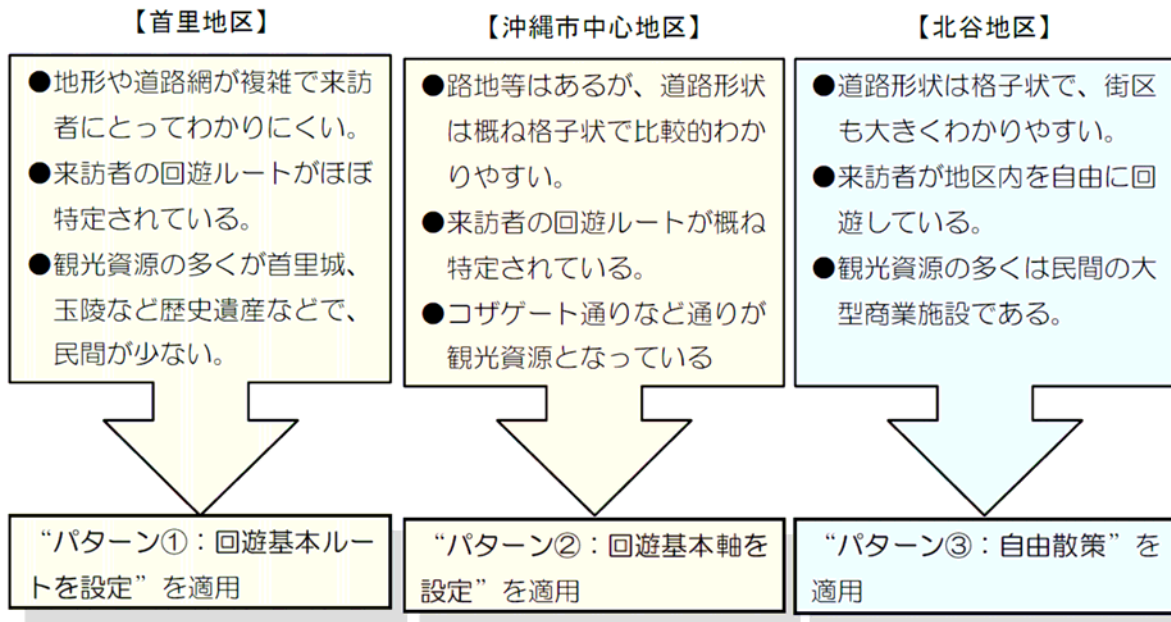 【首里地区】
●地形や道路網が複雑で来訪
者にとってわかりにくい。
●来訪者の回遊ルートがほぼ
特定されている。
●観光資源の多くが首里城、
玉陵など歴史遺産などで、
民間が少ない。
“パターン①:回遊基本ルー
トを設定”を適用
【沖縄市中心地区】
●路地等はあるが、道路形状
は概ね格子状で比較的わか
りやすい。
●来訪者の回遊ルートが概ね
特定されている。
●コザゲート通りなど通りが
観光資源となっている
“パターン②:回遊基本軸を
設定”を適用
【北谷地区】
●道路形状は格子状で、街区
も大きくわかりやすい。
●来訪者が地区内を自由に回
遊している。
●観光資源の多くは民間の大
型商業施設である。
“パターン③:自由散策”を
適用